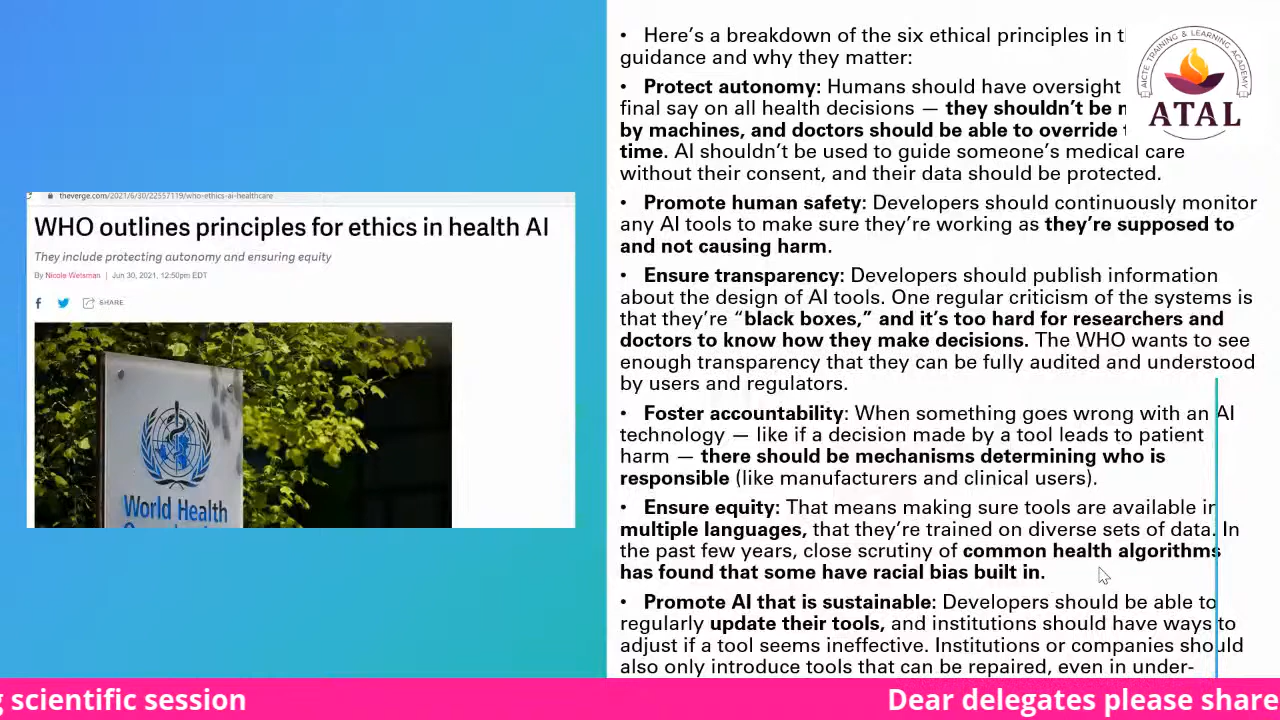 theverge.com/2021/6/30/22557119/who-ethics-ai-healthcare
WHO outlines principles for ethics in health AI
They include protecting autonomy and ensuring equity
By Nicole Wetsman | Jun 30, 2021, 12:50pm EDT
SHARE
World Health
• Here’s a breakdown of the six ethical principles in
guidance and why they matter:
• Protect autonomy: Humans should have oversight
final say on all health decisions — they shouldn’t be
by machines, and doctors should be able to override
time. AI shouldn’t be used to guide someone’s medical care
without their consent, and their data should be protected.
• Promote human safety: Developers should continuously monitor
any AI tools to make sure they’re working as they’re supposed to
and not causing harm.
• Ensure transparency: Developers should publish information
about the design of AI tools. One regular criticism of the systems is
that they’re “black boxes,” and it’s too hard for researchers and
doctors to know how they make decisions. The WHO wants to see
enough transparency that they can be fully audited and understood
by users and regulators.
• Foster accountability: When something goes wrong with an AI
technology — like if a decision made by a tool leads to patient
harm — there should be mechanisms determining who is
responsible (like manufacturers and clinical users).
• Ensure equity: That means making sure tools are available in
multiple languages, that they’re trained on diverse sets of data. In
the past few years, close scrutiny of common health algorithms
has found that some have racial bias built in.
• Promote AI that is sustainable: Developers should be able to
regularly update their tools, and institutions should have ways to
adjust if a tool seems ineffective. Institutions or companies should
also only introduce tools that can be repaired, even in under-
AICTE TRAINING & LEARNING ACADEMY
ATAL
scientific session
Dear delegates please share